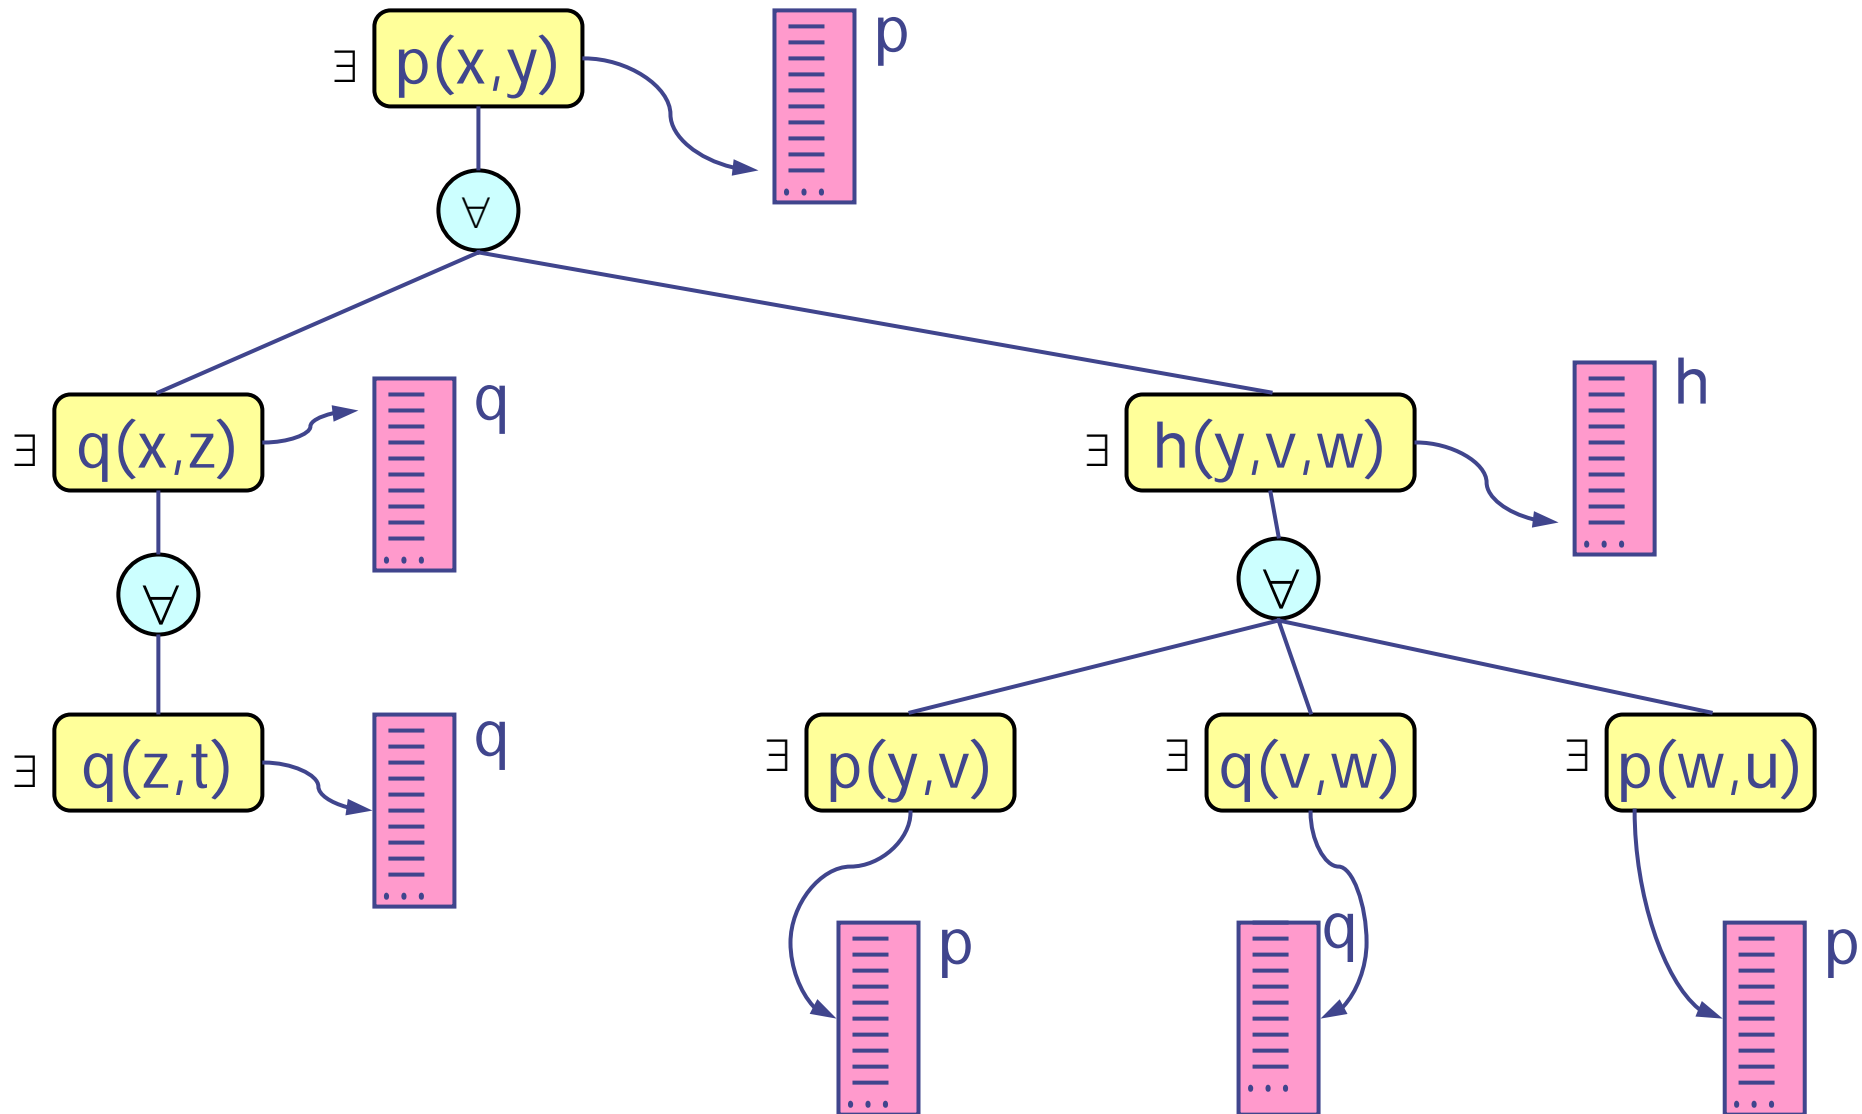 ∃ p(x,y) p
∀
∃ q(x,z) q
∃ h(y,v,w) h
∀
∀
∃ q(z,t) q
∃ p(y,v)
∃ q(v,w)
∃ p(w,u)
p
q
p